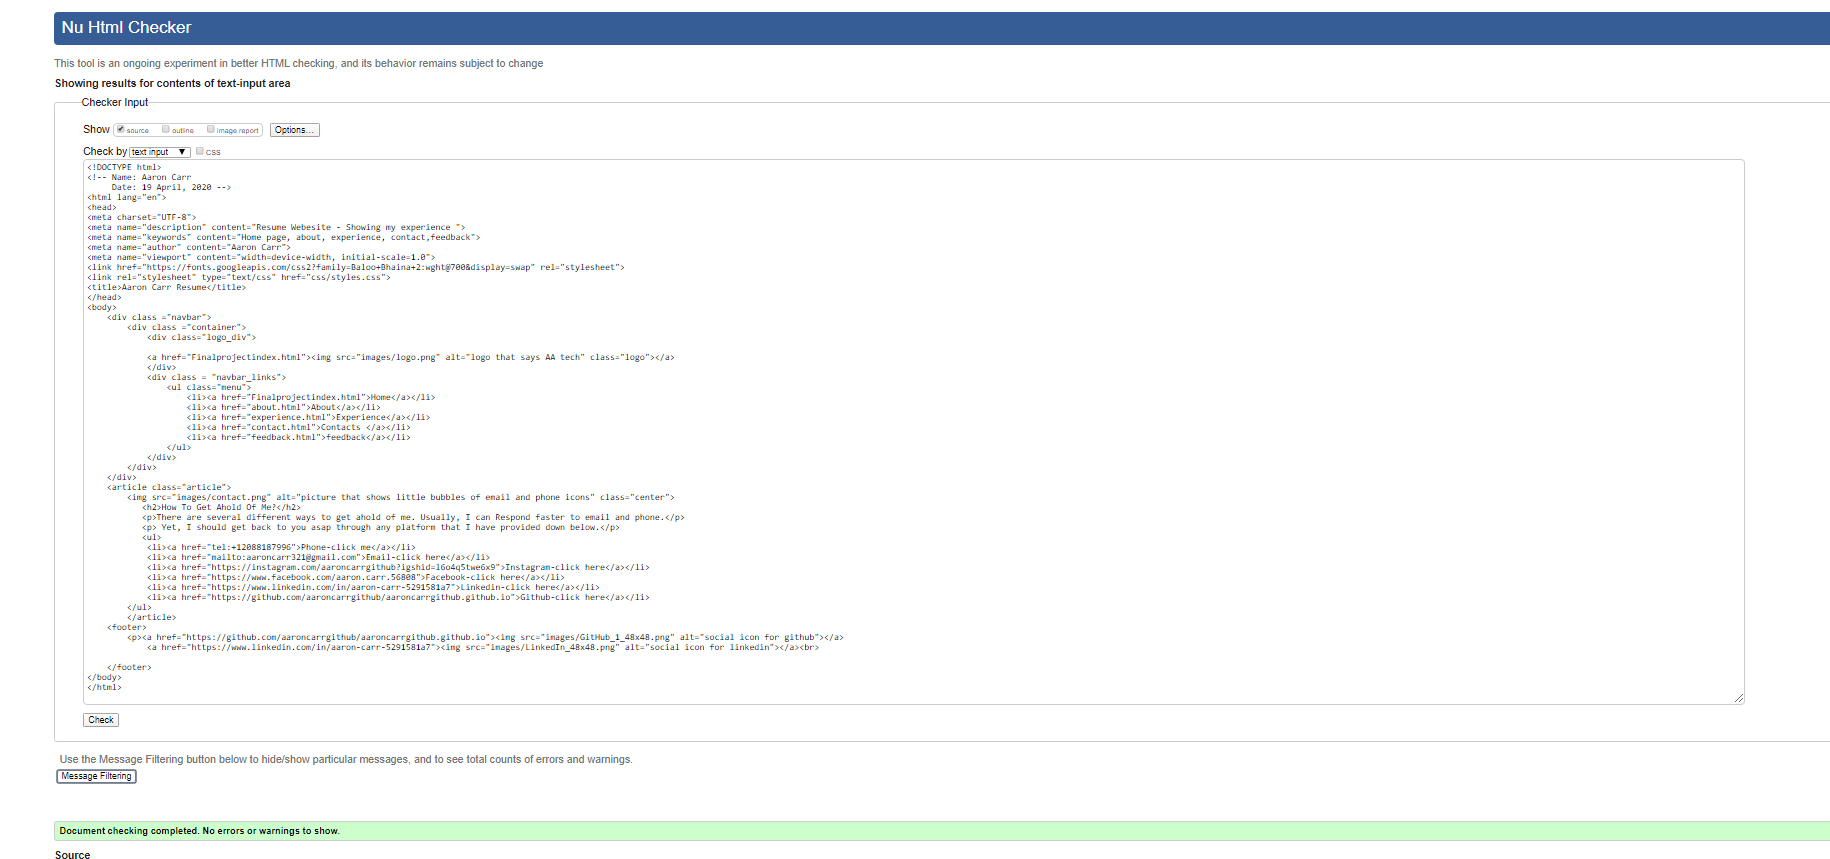 Nu Html Checker
This tool is an ongoing experiment in better HTML checking, and its behavior remains subject to change
Showing results for contents of text-input area
Checker Input
Show source outline image report Options...
Check by text input ▼ css
<!DOCTYPE html>
<!-- Name: Aaron Carr
Date: 19 April, 2020 -->
<html lang="en">
<head>
<meta charset="UTF-8">
<meta name="description" content="Resume Webesite - Showing my experience ">
<meta name="keywords" content="Home page, about, experience, contact,feedback">
<meta name="author" content="Aaron Carr">
<meta name="viewport" content="width=device-width, initial-scale=1.0">
<link href="https://fonts.googleapis.com/css2?family=Baloo+Bhaina+2:wght@700&display=swap" rel="stylesheet">
<link rel="stylesheet" type="text/css" href="css/styles.css">
<title>Aaron Carr Resume</title>
</head>
<body>
<div class ="navbar">
<div class ="container">
<div class="logo_div">
<a href="Finalprojectindex.html"><img src="images/logo.png" alt="logo that says AA tech" class="logo"></a>
</div>
<div class = "navbar_links">
<ul class="menu">
<li><a href="Finalprojectindex.html">Home</a></li>
<li><a href="about.html">About</a></li>
<li><a href="experience.html">Experience</a></li>
<li><a href="contact.html">Contacts </a></li>
<li><a href="feedback.html">feedback</a></li>
</ul>
</div>
</div>
</div>
<article class="article">
<img src="images/contact.png" alt="picture that shows little bubbles of email and phone icons" class="center">
<h2>How To Get Ahold Of Me?</h2>
<p>There are several different ways to get ahold of me. Usually, I can Respond faster to email and phone.</p>
<p> Yet, I should get back to you asap through any platform that I have provided down below.</p>
<ul>
<li><a href="tel:+12088187996">Phone-click me</a></li>
<li><a href="mailto:aaroncarr321@gmail.com">Email-click here</a></li>
<li><a href="https://instagram.com/aaroncarrgithub?igshid=16o4q5twe6x9">Instagram-click here</a></li>
<li><a href="https://www.facebook.com/aaron.carr.56808">Facebook-click here</a></li>
<li><a href="https://www.linkedin.com/in/aaron-carr-5291581a7">Linkedin-click here</a></li>
<li><a href="https://github.com/aaroncarrgithub/aaroncarrgithub.github.io">Github-click here</a></li>
</ul>
</article>
<footer>
<p><a href="https://github.com/aaroncarrgithub/aaroncarrgithub.github.io"><img src="images/GitHub_1_48x48.png" alt="social icon for github"></a>
<a href="https://www.linkedin.com/in/aaron-carr-5291581a7"><img src="images/LinkedIn_48x48.png" alt="social icon for linkedin"></a><br>
</footer>
</body>
</html>
Check
Use the Message Filtering button below to hide/show particular messages, and to see total counts of errors and warnings.
Message Filtering
Document checking completed. No errors or warnings to show.
Source